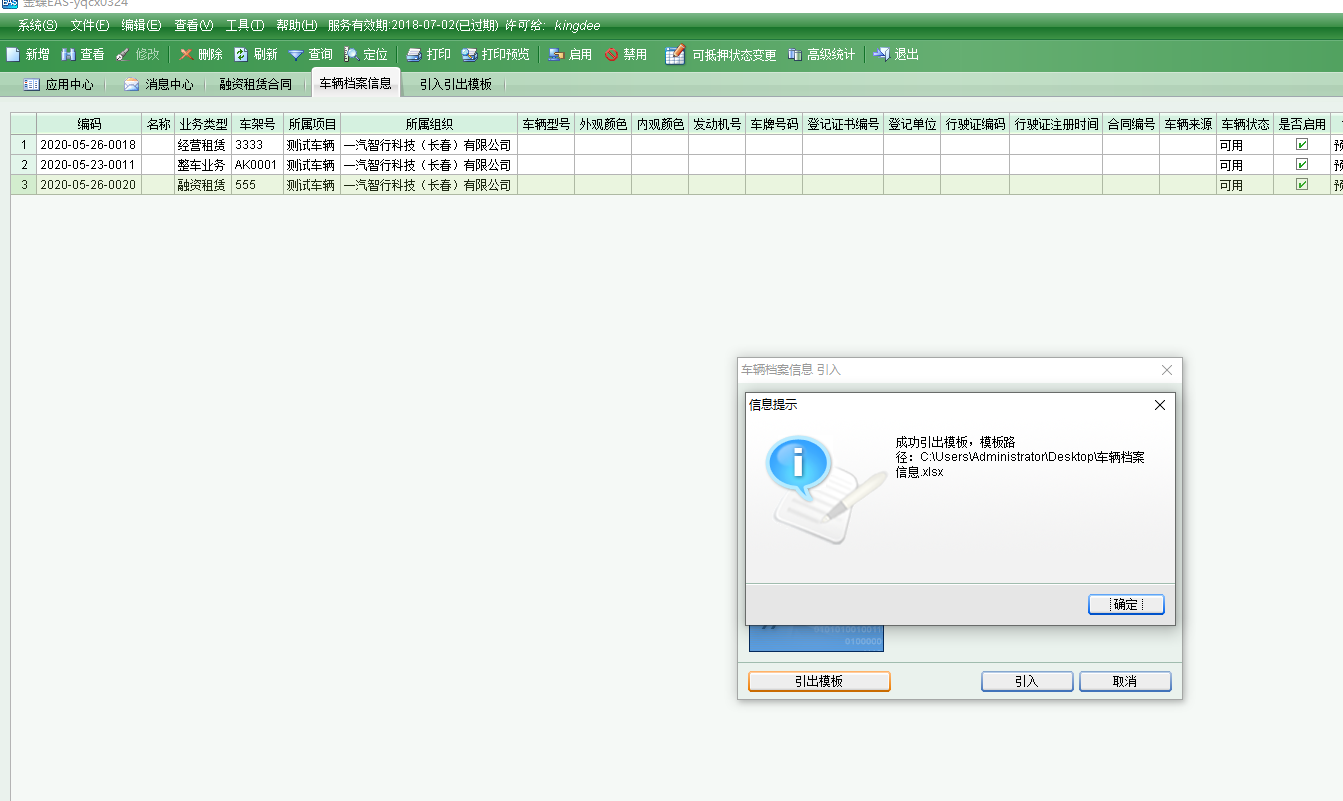 金蝶EAS-yqcx0324
系统(S) 文件(F) 编辑(E) 查看(V) 工具(T) 帮助(H) 服务有效期:2018-07-02(已过期) 许可给: kingdee
新增 查看 修改 删除 刷新 查询 定位 打印 打印预览 启用 禁用 可抵押状态变更 高级统计 退出
应用中心 消息中心 融资租赁合同 车辆档案信息 引入引出模板
编码 名称 业务类型 车架号 所属项目 所属组织 车辆型号 外观颜色 内观颜色 发动机号 车牌号码 登记证书编号 登记单位 行驶证编码 行驶证注册时间 合同编号 车辆来源 车辆状态 是否启用
1 2020-05-26-0018 经营租赁 3333 测试车辆 一汽智行科技（长春）有限公司 可用 预
2 2020-05-23-0011 整车业务 AK0001 测试车辆 一汽智行科技（长春）有限公司 可用 预
3 2020-05-26-0020 融资租赁 555 测试车辆 一汽智行科技（长春）有限公司 可用 预
车辆档案信息 引入
信息提示
成功引出模板，模板路
径：C:\Users\Administrator\Desktop\车辆档案
信息.xlsx
确定
0100000
引出模板 引入 取消